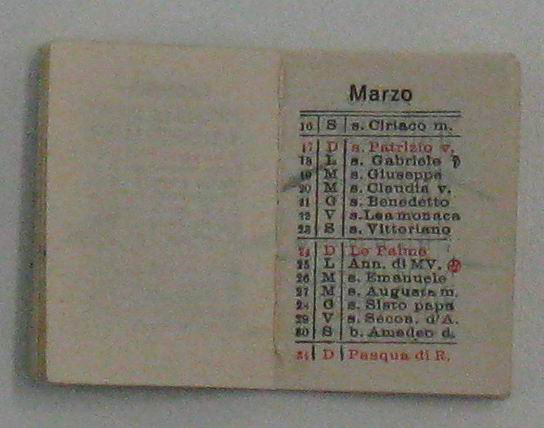 Marzo
16 S s. Ciriaco m.
17 D s. Patrizio v.
18 L s. Gabriele
19 M s. Giuseppe
20 M s. Claudia v.
21 G s. Benedetto
22 V s. Lea monaca
23 S s. Vittoriano
24 D Le Palme
25 L Ann. di MV.
26 M s. Emanuele
27 M s. Augusta m.
28 G s. Sisto papa
29 V s. Secon. d'A.
30 S b. Amedeo d.
31 D Pasqua di R.